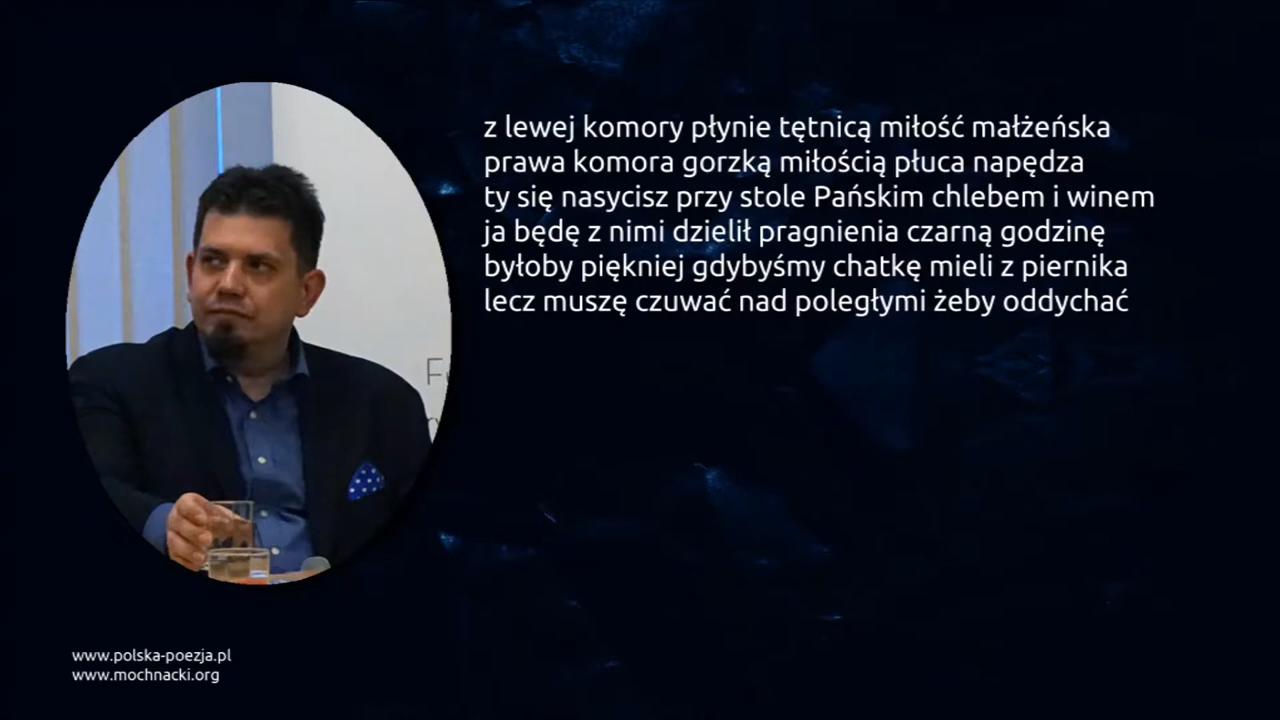 z lewej komory płynie tętnicą miłość małżeńska
prawa komora gorzką miłością płuca napędza
ty się nasycisz przy stole Pańskim chlebem i winem
ja będę z nimi dzielił pragnienia czarną godzinę
byłoby piękniej gdybyśmy chatkę mieli z piernika
lecz muszę czuwać nad poległymi żeby oddychać
www.polska-poezja.pl
www.mochnacki.org